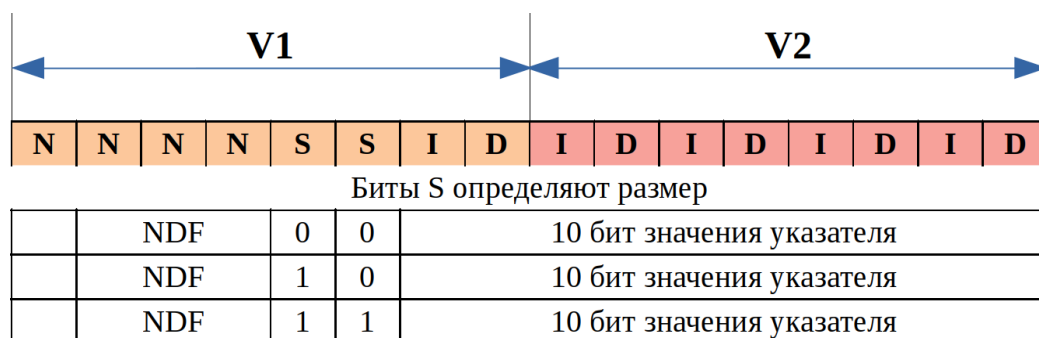 V1 V2
N N N N S S I D I D I D I D I D
Биты S определяют размер
NDF 0 0 10 бит значения указателя
NDF 1 0 10 бит значения указателя
NDF 1 1 10 бит значения указателя